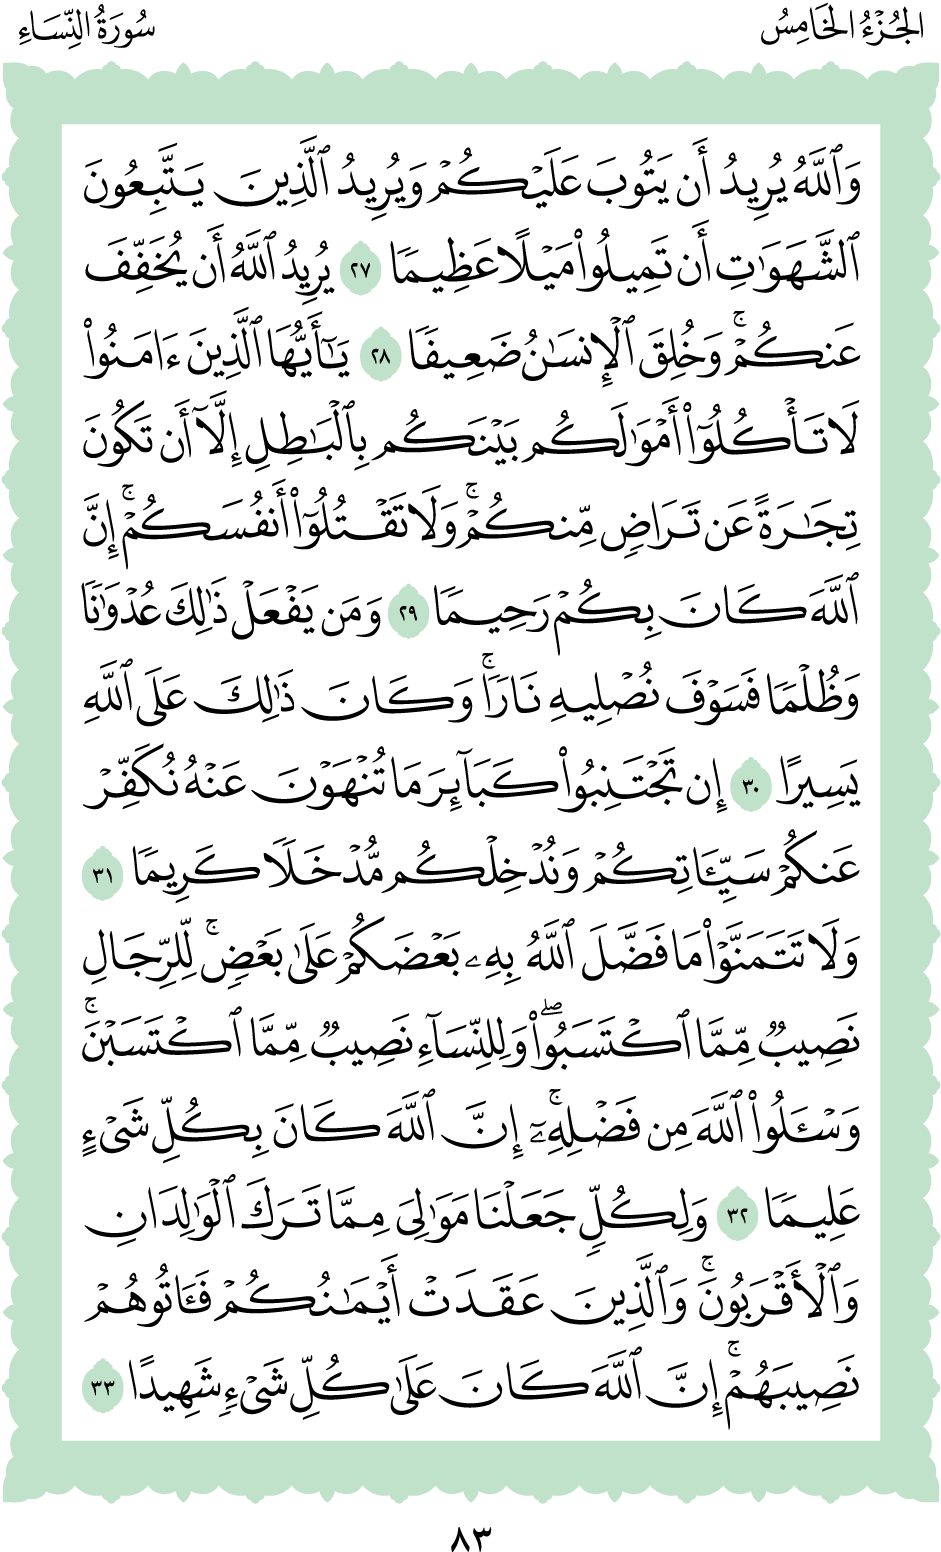 الجُزْءُ الخَامِسُ
سُورَةُ النِّسَاءِ
وَٱللَّهُ يُرِيدُ أَن يَتُوبَ عَلَيْكُمْ وَيُرِيدُ ٱلَّذِينَ يَتَّبِعُونَ
ٱلشَّهَوَٰتِ أَن تَمِيلُوا۟ مَيْلًا عَظِيمًا ٢٧ يُرِيدُ ٱللَّهُ أَن يُخَفِّفَ
عَنكُمْ ۚ وَخُلِقَ ٱلْإِنسَٰنُ ضَعِيفًا ٢٨ يَٰٓأَيُّهَا ٱلَّذِينَ ءَامَنُوا۟
لَا تَأْكُلُوٓا۟ أَمْوَٰلَكُم بَيْنَكُم بِٱلْبَٰطِلِ إِلَّآ أَن تَكُونَ
تِجَٰرَةً عَن تَرَاضٍ مِّنكُمْ ۚ وَلَا تَقْتُلُوٓا۟ أَنفُسَكُمْ ۚ إِنَّ
ٱللَّهَ كَانَ بِكُمْ رَحِيمًا ٢٩ وَمَن يَفْعَلْ ذَٰلِكَ عُدْوَٰنًا
وَظُلْمًا فَسَوْفَ نُصْلِيهِ نَارًا ۚ وَكَانَ ذَٰلِكَ عَلَى ٱللَّهِ
يَسِيرًا ٣٠ إِن تَجْتَنِبُوا۟ كَبَآئِرَ مَا تُنْهَوْنَ عَنْهُ نُكَفِّرْ
عَنكُمْ سَيِّـَٔاتِكُمْ وَنُدْخِلْكُم مُّدْخَلًا كَرِيمًا ٣١
وَلَا تَتَمَنَّوْا۟ مَا فَضَّلَ ٱللَّهُ بِهِۦ بَعْضَكُمْ عَلَىٰ بَعْضٍ ۚ لِّلرِّجَالِ
نَصِيبٌ مِّمَّا ٱكْتَسَبُوا۟ ۖ وَلِلنِّسَآءِ نَصِيبٌ مِّمَّا ٱكْتَسَبْنَ ۚ
وَسْـَٔلُوا۟ ٱللَّهَ مِن فَضْلِهِۦٓ ۚ إِنَّ ٱللَّهَ كَانَ بِكُلِّ شَىْءٍ
عَلِيمًا ٣٢ وَلِكُلٍّ جَعَلْنَا مَوَٰلِىَ مِمَّا تَرَكَ ٱلْوَٰلِدَانِ
وَٱلْأَقْرَبُونَ ۚ وَٱلَّذِينَ عَقَدَتْ أَيْمَٰنُكُمْ فَـَٔاتُوهُمْ
نَصِيبَهُمْ ۚ إِنَّ ٱللَّهَ كَانَ عَلَىٰ كُلِّ شَىْءٍ شَهِيدًا ٣٣
٨٣